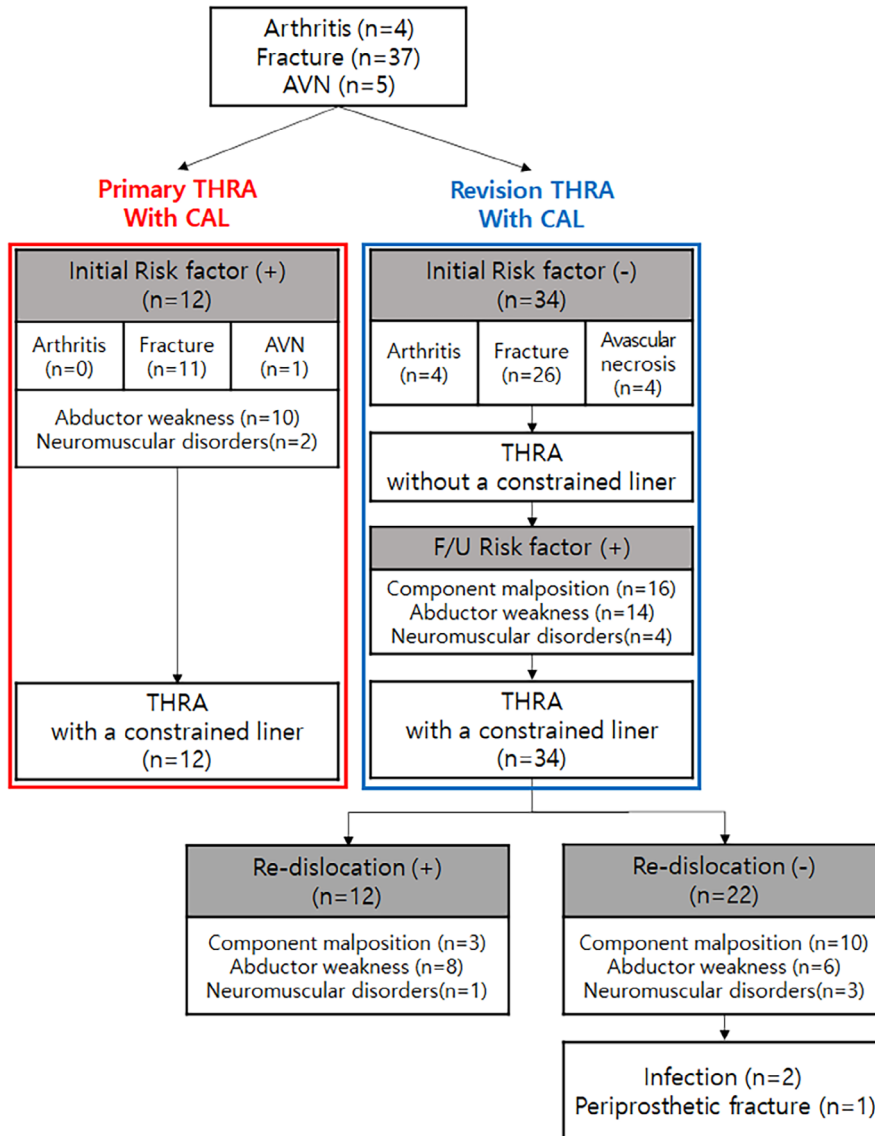 Arthritis (n=4)
Fracture (n=37)
AVN (n=5)
Primary THRA
With CAL
Initial Risk factor (+)
(n=12)
Arthritis
(n=0)
Fracture
(n=11)
AVN
(n=1)
Abductor weakness (n=10)
Neuromuscular disorders(n=2)
THRA
with a constrained liner
(n=12)
Revision THRA
With CAL
Initial Risk factor (-)
(n=34)
Arthritis
(n=4)
Fracture
(n=26)
Avascular
necrosis
(n=4)
THRA
without a constrained liner
F/U Risk factor (+)
Component malposition (n=16)
Abductor weakness (n=14)
Neuromuscular disorders(n=4)
THRA
with a constrained liner
(n=34)
Re-dislocation (+)
(n=12)
Component malposition (n=3)
Abductor weakness (n=8)
Neuromuscular disorders(n=1)
Re-dislocation (-)
(n=22)
Component malposition (n=10)
Abductor weakness (n=6)
Neuromuscular disorders(n=3)
Infection (n=2)
Periprosthetic fracture (n=1)